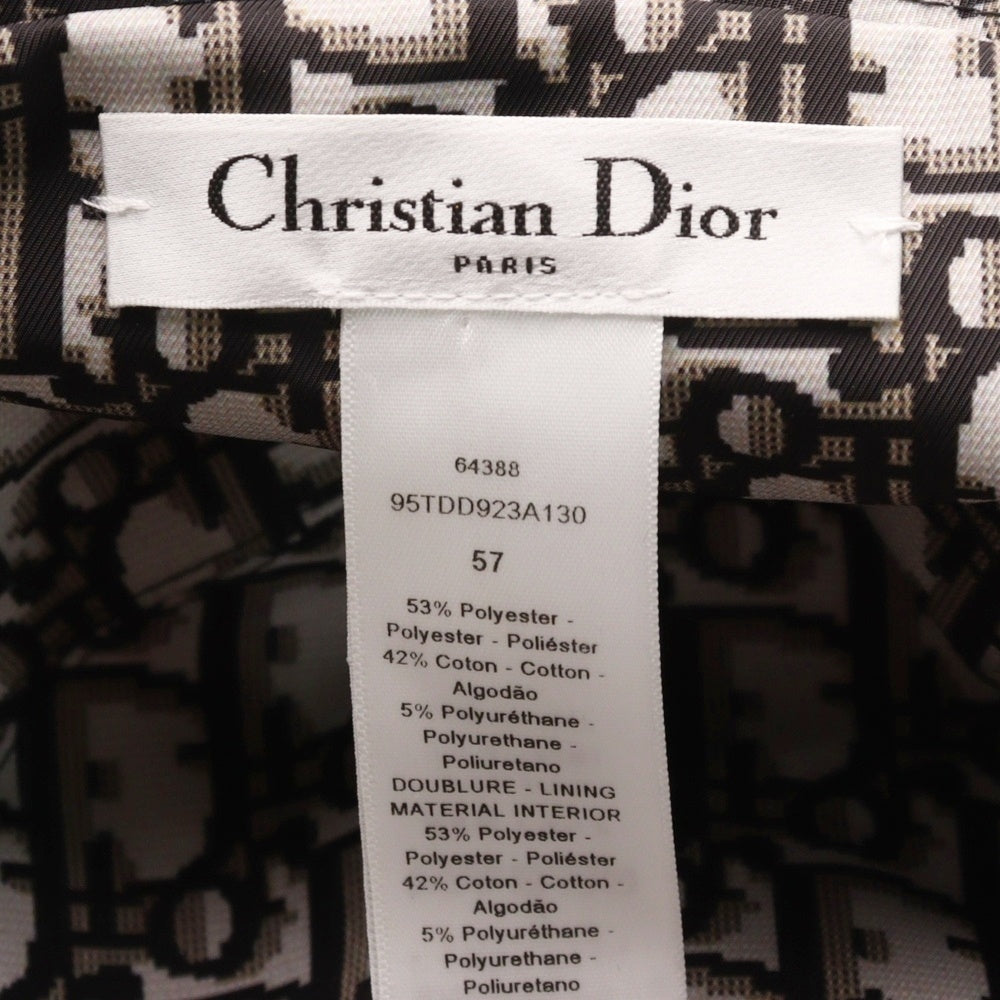 Christian Dior
PARIS
64388
95TDD923A130
57
53% Polyester -
Polyester - Poliéster
42% Coton - Cotton -
Algodão
5% Polyuréthane -
Polyurethane -
Poliuretano
DOUBLURE - LINING
MATERIAL INTERIOR
53% Polyester -
Polyester - Poliéster
42% Coton - Cotton -
Algodão
5% Polyuréthane -
Polyurethane -
Poliuretano